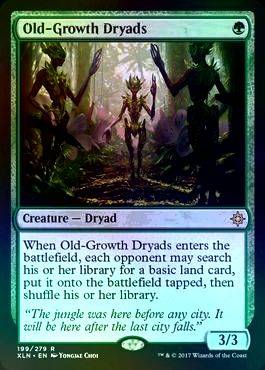 Old-Growth Dryads
Creature — Dryad
When Old-Growth Dryads enters the
battlefield, each opponent may search
his or her library for a basic land card,
put it onto the battlefield tapped, then
shuffle his or her library.
"The jungle was here before any city. It
will be here after the last city falls."
3/3
199/279 R
XLN • EN Yongjae Choi
™ & © 2017 Wizards of the Coast